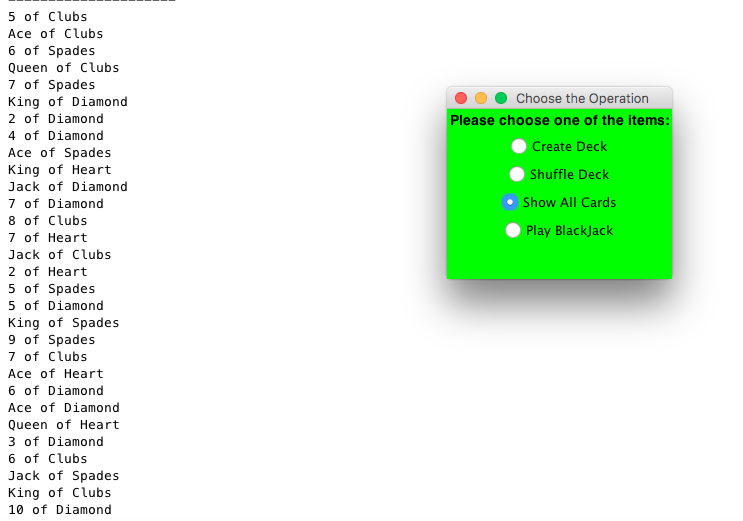 5 of Clubs
Ace of Clubs
6 of Spades
Queen of Clubs
7 of Spades
King of Diamond
2 of Diamond
4 of Diamond
Ace of Spades
King of Heart
Jack of Diamond
7 of Diamond
8 of Clubs
7 of Heart
Jack of Clubs
2 of Heart
5 of Spades
5 of Diamond
King of Spades
9 of Spades
7 of Clubs
Ace of Heart
6 of Diamond
Ace of Diamond
Queen of Heart
3 of Diamond
6 of Clubs
Jack of Spades
King of Clubs
10 of Diamond
Choose the Operation
Please choose one of the items:
Create Deck
Shuffle Deck
Show All Cards
Play BlackJack